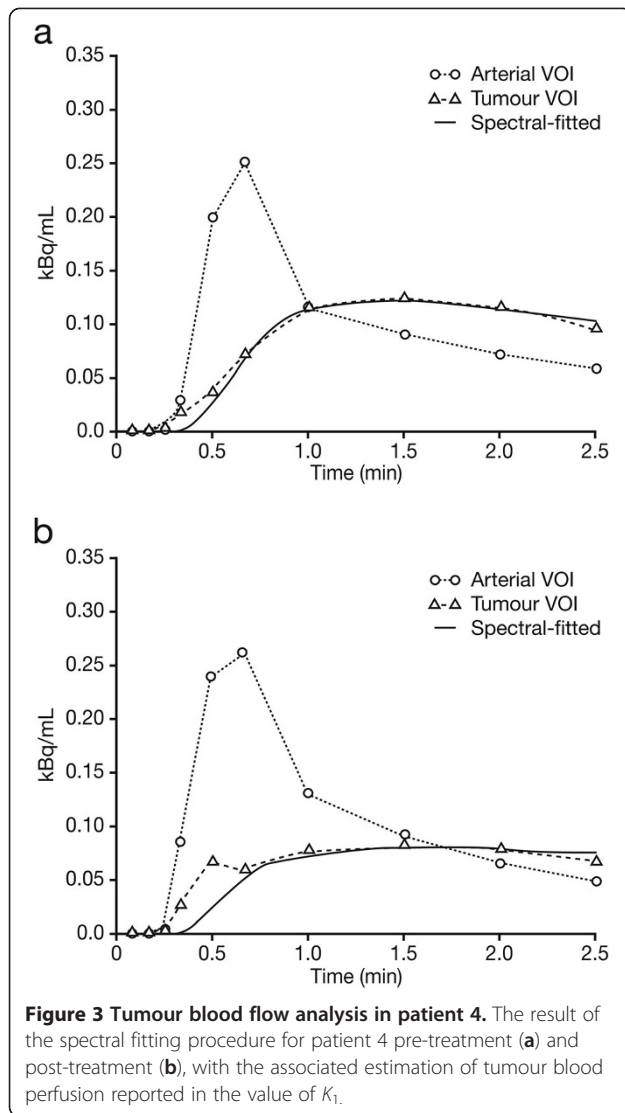 a
0.35
0.30
0.25
0.20
0.15
0.10
0.05
0.0
kBq/mL
Arterial VOI
Tumour VOI
Spectral-fitted
0 0.5 1.0 1.5 2.0 2.5
Time (min)
b
0.35
0.30
0.25
0.20
0.15
0.10
0.05
0.0
kBq/mL
Arterial VOI
Tumour VOI
Spectral-fitted
0 0.5 1.0 1.5 2.0 2.5
Time (min)
Figure 3 Tumour blood flow analysis in patient 4. The result of
the spectral fitting procedure for patient 4 pre-treatment (a) and
post-treatment (b), with the associated estimation of tumour blood
perfusion reported in the value of K1.